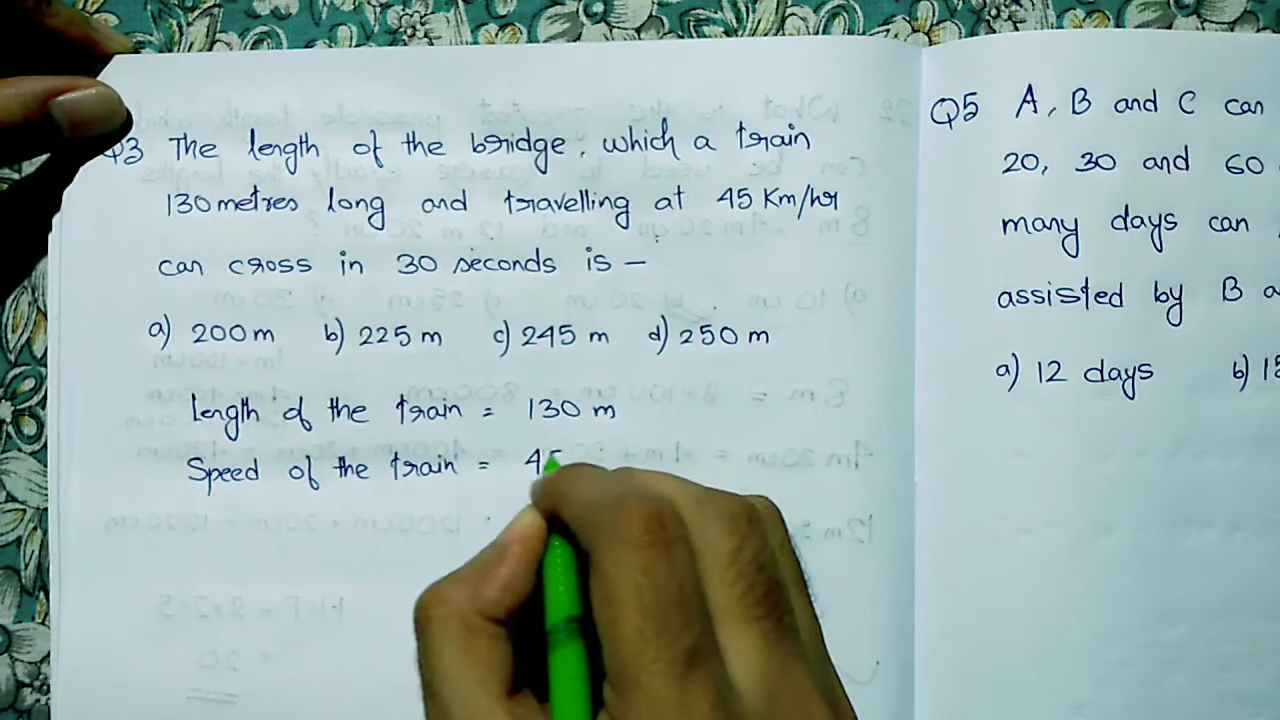 Q3 The length of the bridge, which a train
130 metres long and travelling at 45 Km/hr
can cross in 30 seconds is –
a) 200 m b) 225 m c) 245 m d) 250 m
Length of the train = 130 m
Speed of the train = 45
Q5 A, B and C can
20, 30 and 60
many days can
assisted by B a
a) 12 days b)